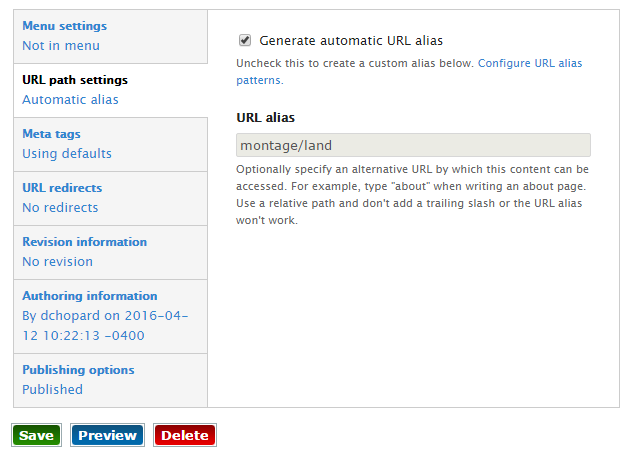 Menu settings
Not in menu
URL path settings
Automatic alias
Meta tags
Using defaults
URL redirects
No redirects
Revision information
No revision
Authoring information
By dchopard on 2016-04-
12 10:22:13 -0400
Publishing options
Published
Generate automatic URL alias
Uncheck this to create a custom alias below. Configure URL alias
patterns.
URL alias
montage/land
Optionally specify an alternative URL by which this content can be
accessed. For example, type "about" when writing an about page.
Use a relative path and don't add a trailing slash or the URL alias
won't work.
Save
Preview
Delete